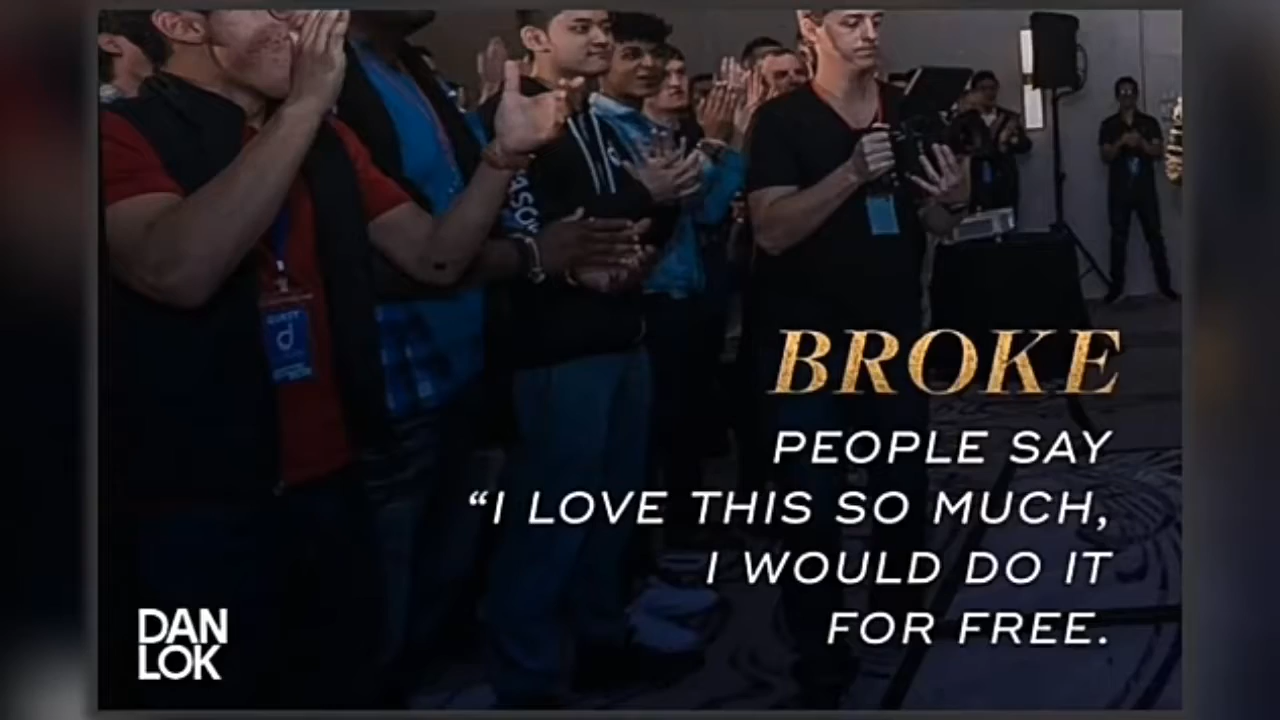 BROKE
PEOPLE SAY
“I LOVE THIS SO MUCH,
I WOULD DO IT
FOR FREE.
DAN
LOK